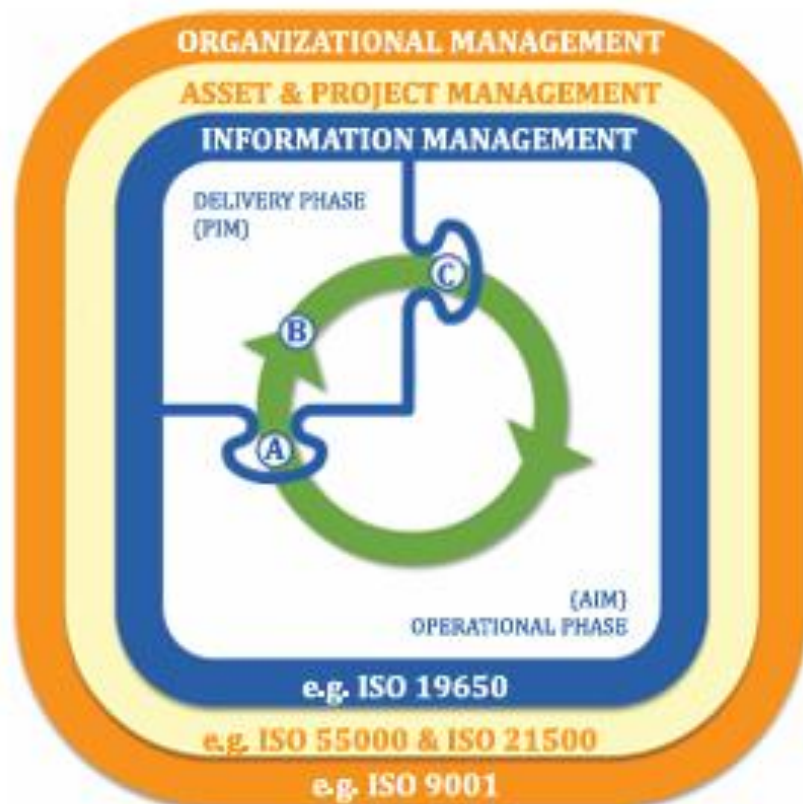 ORGANIZATIONAL MANAGEMENT
ASSET & PROJECT MANAGEMENT
INFORMATION MANAGEMENT
DELIVERY PHASE
(PIM)
C
B
A
(AIM)
OPERATIONAL PHASE
e.g. ISO 19650
e.g. ISO 55000 & ISO 21500
e.g. ISO 9001